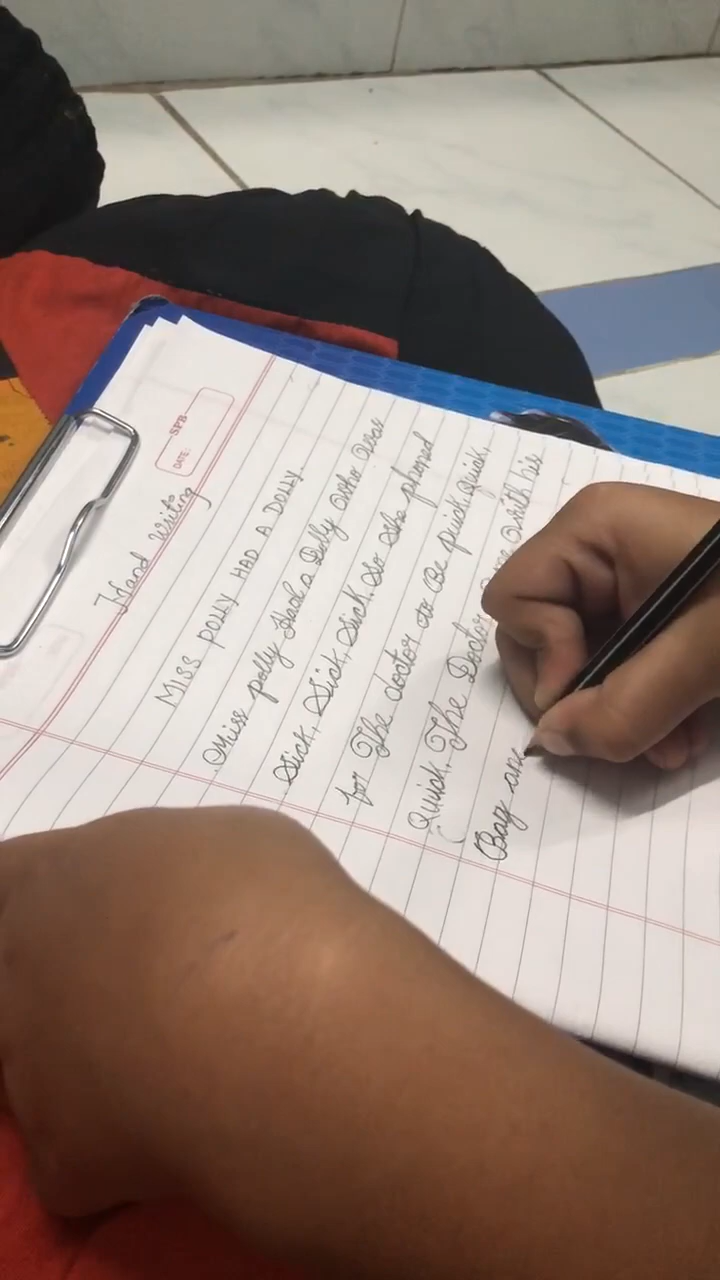 SPB
DATE:
Hand Writing
MISS POLLY HAD A DOLLY.
Miss polly Had a Dolly who was
Sick, Sick, Sick, So she phoned
for The doctor to Be quick quick,
Quick. The Doctor with his
Bag and